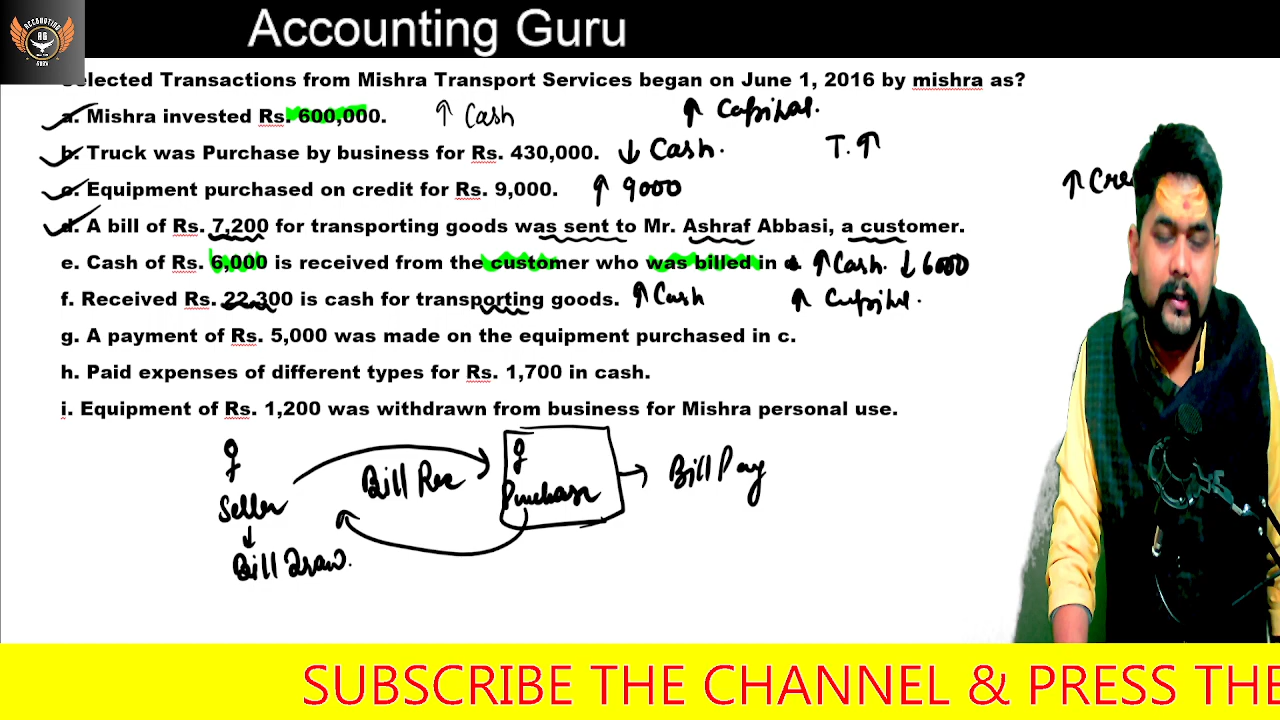 Accounting Guru
ACCOUNTING
AG
GURU
elected Transactions from Mishra Transport Services began on June 1, 2016 by mishra as?
a. Mishra invested Rs. 600,000. ↑ Cash ↑ Capital.
b. Truck was Purchase by business for Rs. 430,000. ↓ Cash. T. ↑
c. Equipment purchased on credit for Rs. 9,000. ↑ 9000 ↑ Cre
d. A bill of Rs. 7,200 for transporting goods was sent to Mr. Ashraf Abbasi, a customer.
e. Cash of Rs. 6,000 is received from the customer who was billed in d. ↑ Cash. ↓ 6000
f. Received Rs. 22,300 is cash for transporting goods. ↑ Cash ↑ Capital.
g. A payment of Rs. 5,000 was made on the equipment purchased in c.
h. Paid expenses of different types for Rs. 1,700 in cash.
i. Equipment of Rs. 1,200 was withdrawn from business for Mishra personal use.
Seller Bill Rec Purchase Bill Pay
Bill Draw.
SUBSCRIBE THE CHANNEL & PRESS THE